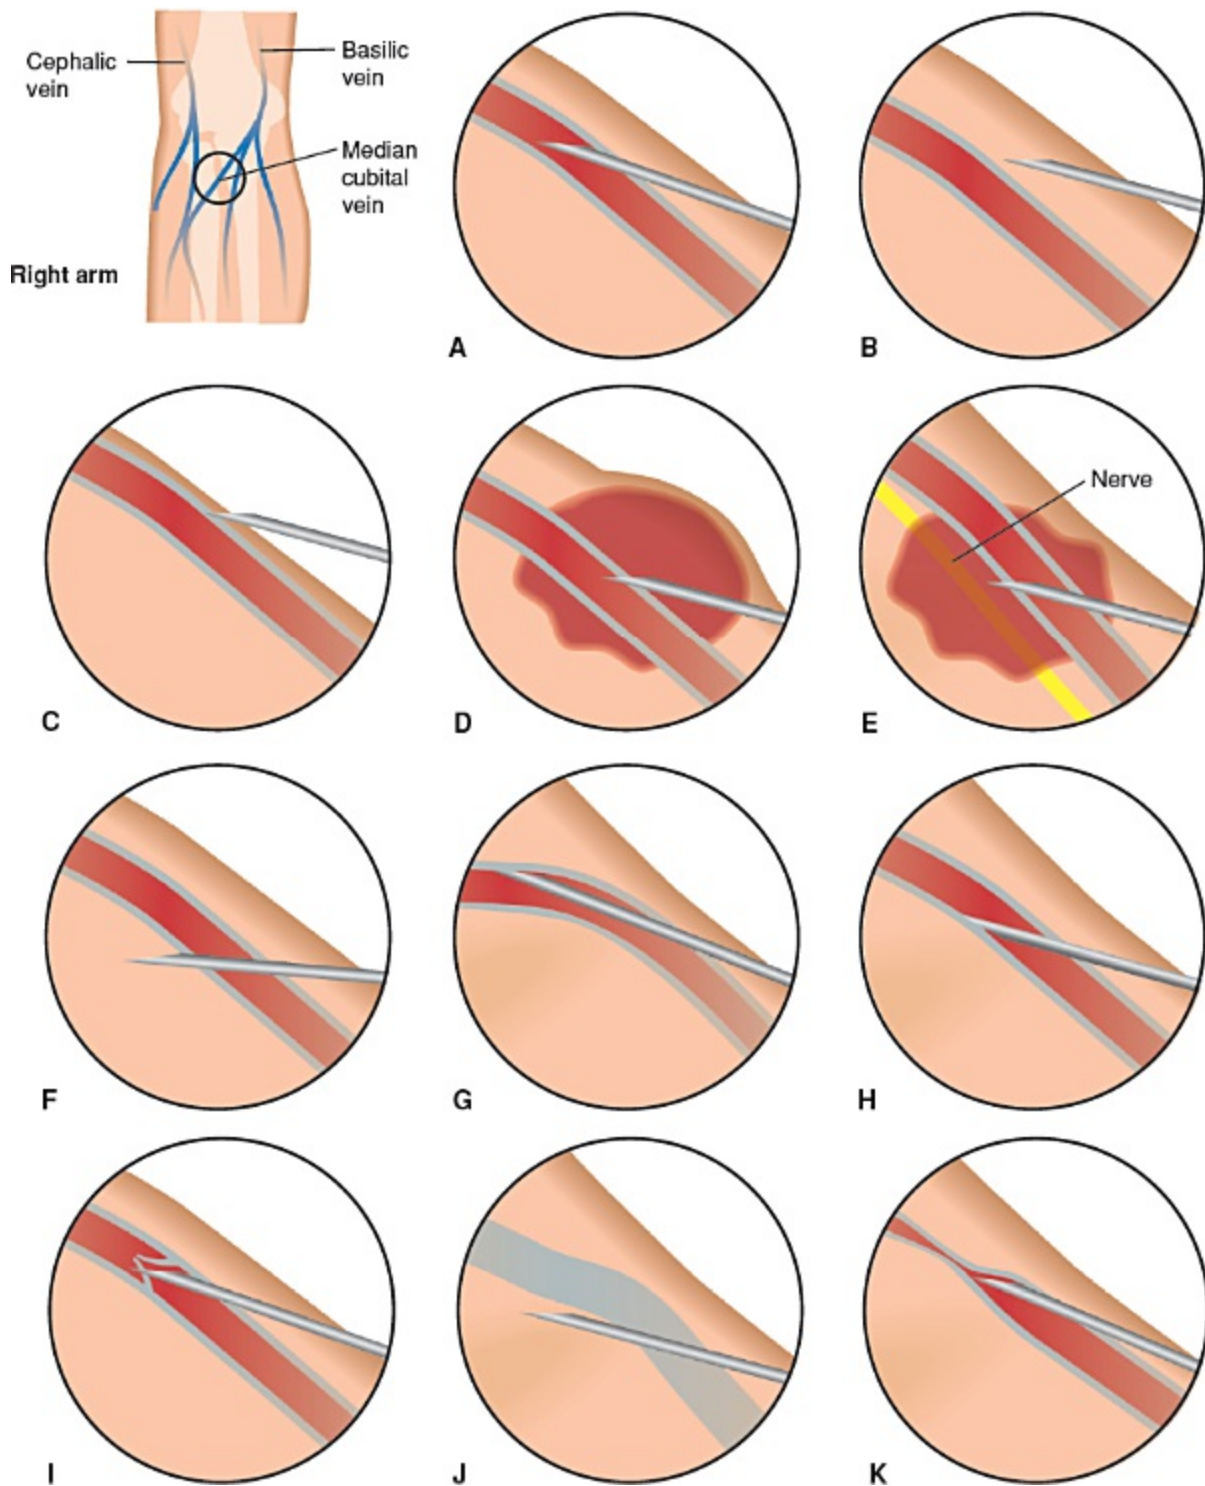 Cephalic
vein
Basilic
vein
Median
cubital
vein
Right arm
A
B
C
D
Nerve
E
F
G
H
I
J
K